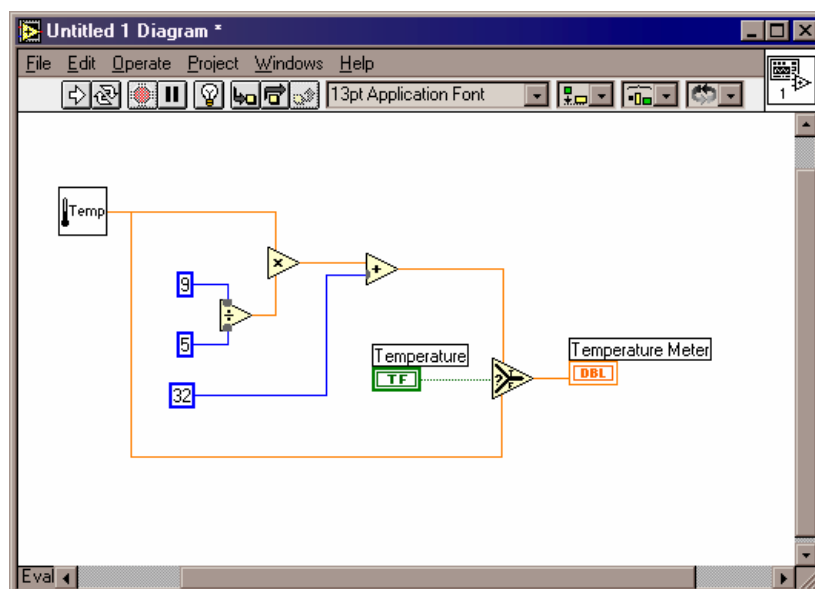 Untitled 1 Diagram *
File Edit Operate Project Windows Help
13pt Application Font
1
Temp
9
×
+
÷
5
Temperature
Temperature Meter
TF
?
T
F
DBL
32
Eval